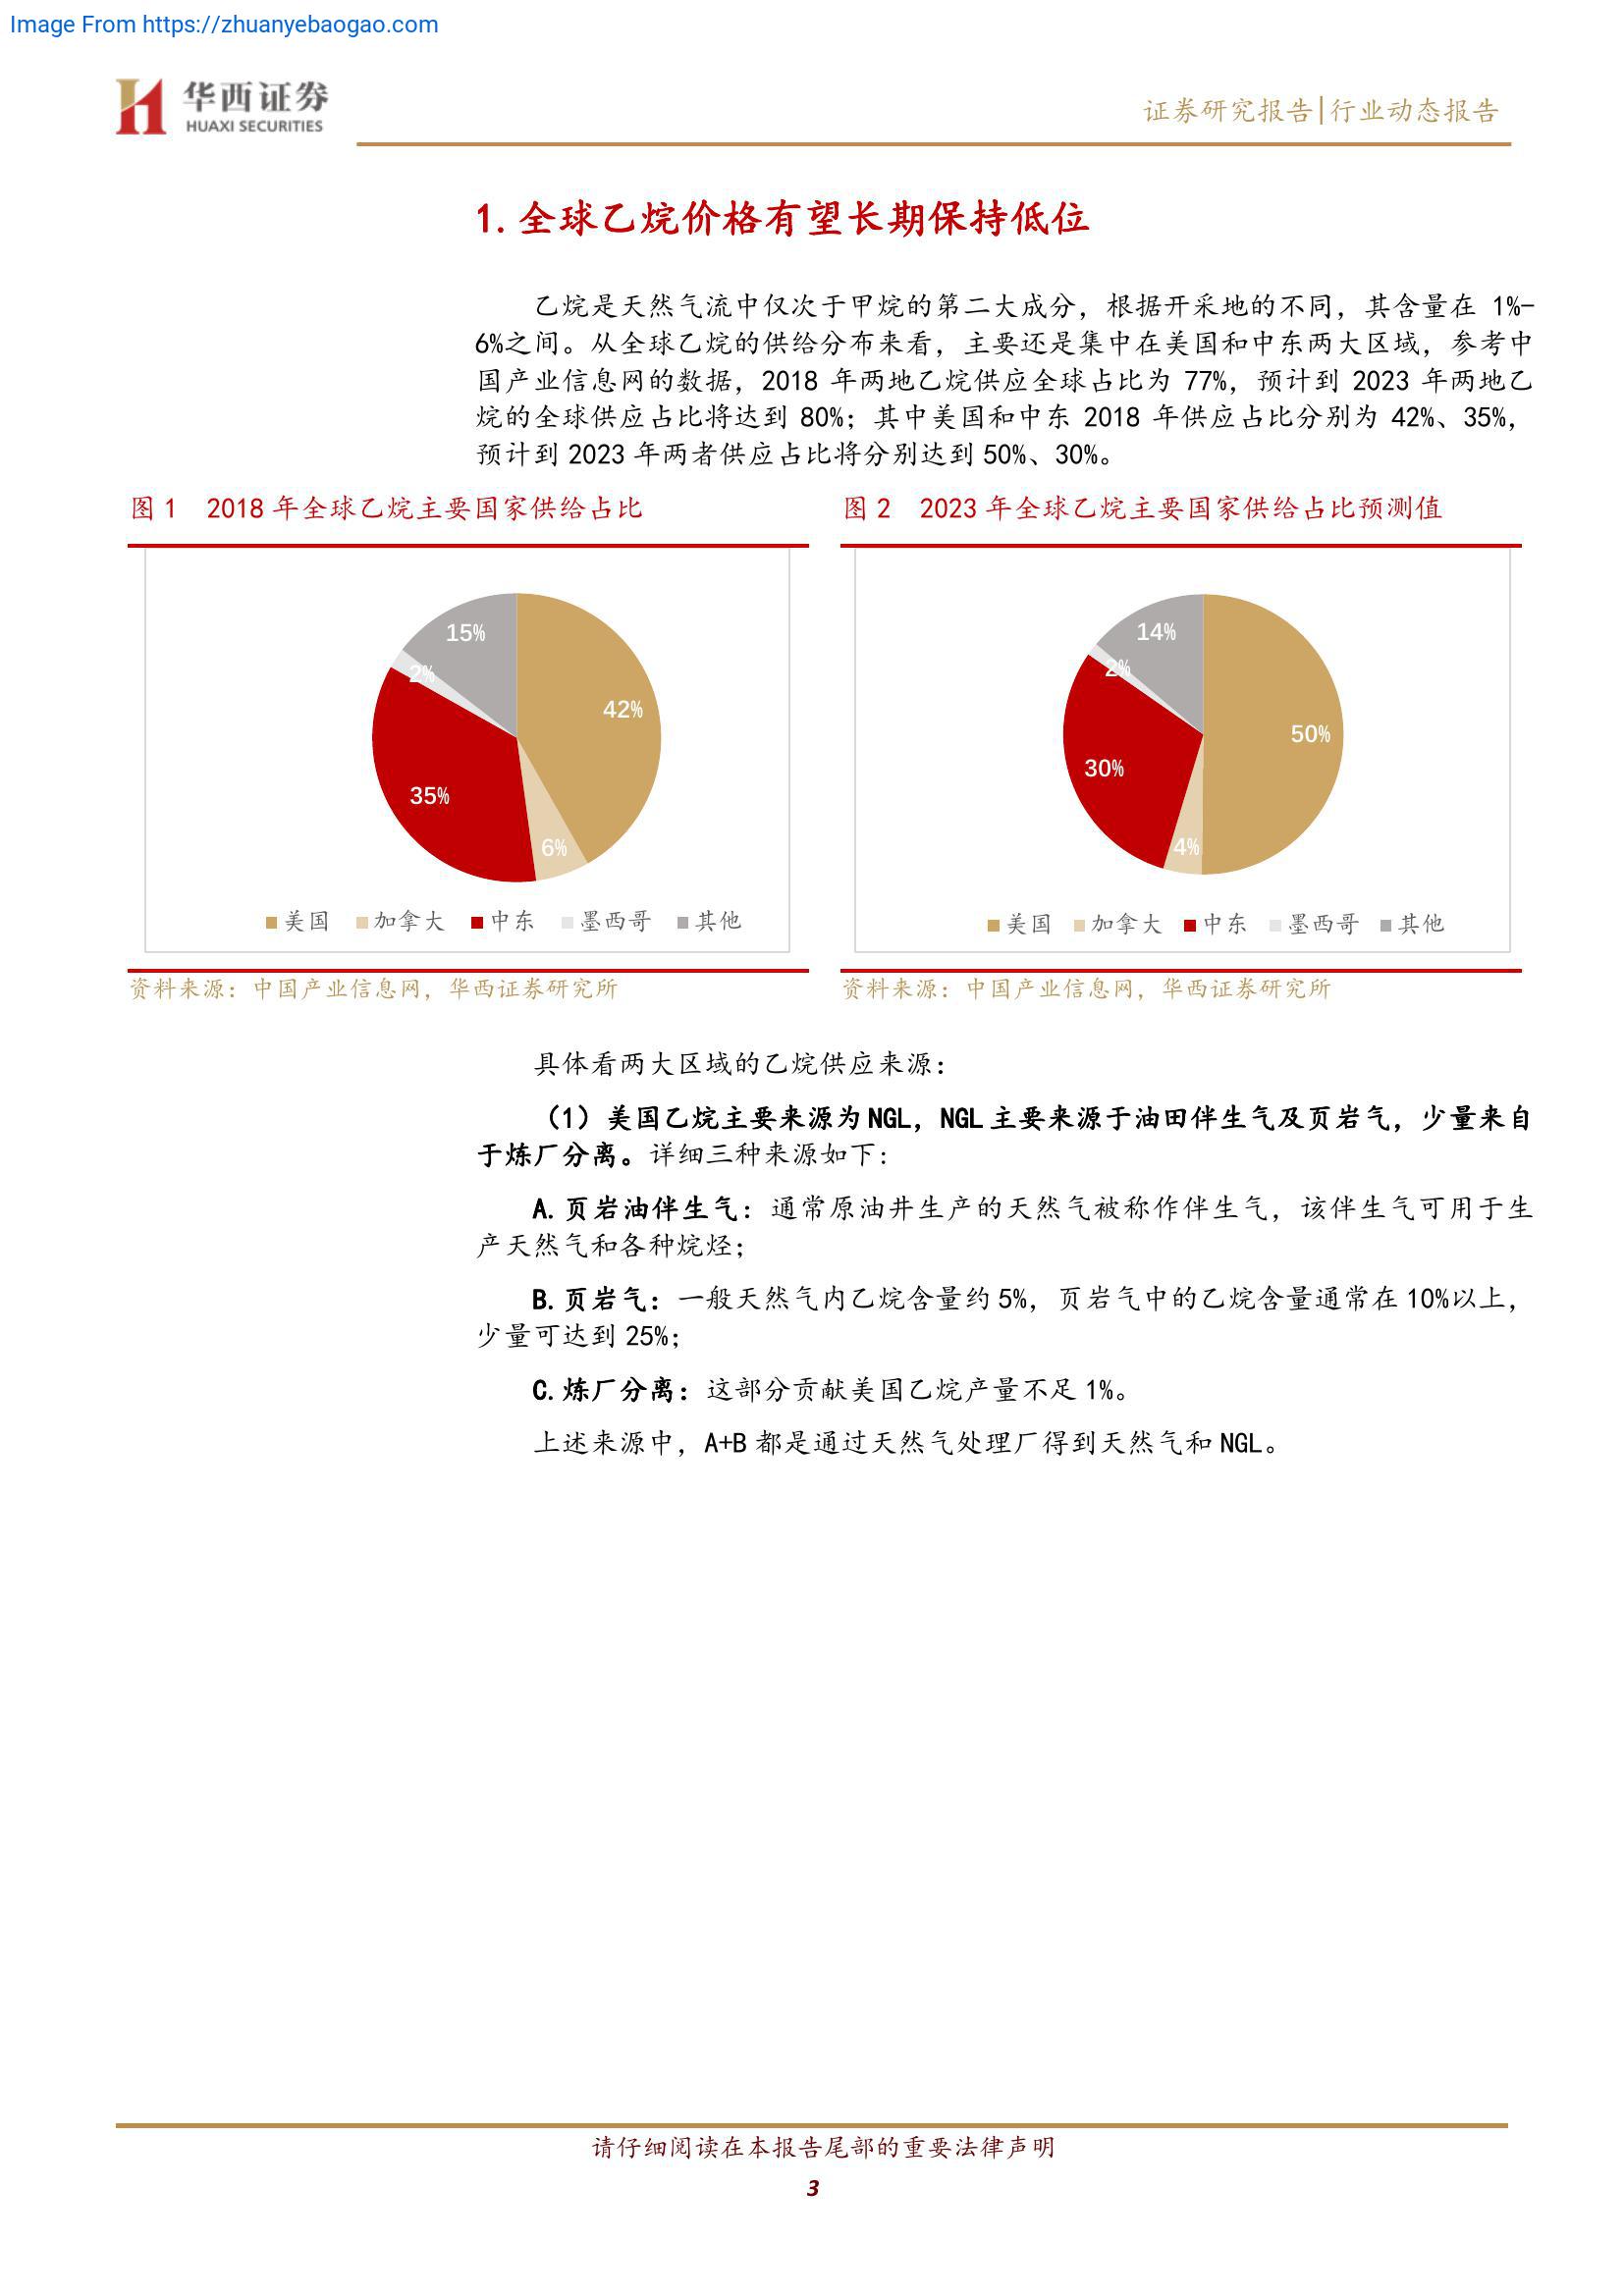 Image From https://zhuanyebaogao.com
华西证券
HUAXI SECURITIES
证券研究报告|行业动态报告
1. 全球乙烷价格有望长期保持低位
乙烷是天然气流中仅次于甲烷的第二大成分，根据开采地的不同，其含量在 1%-
6%之间。从全球乙烷的供给分布来看，主要还是集中在美国和中东两大区域，参考中
国产业信息网的数据，2018 年两地乙烷供应全球占比为 77%，预计到 2023 年两地乙
烷的全球供应占比将达到 80%；其中美国和中东 2018 年供应占比分别为 42%、35%，
预计到 2023 年两者供应占比将分别达到 50%、30%。
图 1 2018 年全球乙烷主要国家供给占比
15%
2%
42%
35%
6%
美国 加拿大 中东 墨西哥 其他
资料来源：中国产业信息网，华西证券研究所
图 2 2023 年全球乙烷主要国家供给占比预测值
14%
2%
50%
30%
4%
美国 加拿大 中东 墨西哥 其他
资料来源：中国产业信息网，华西证券研究所
具体看两大区域的乙烷供应来源：
（1）美国乙烷主要来源为 NGL，NGL 主要来源于油田伴生气及页岩气，少量来自
于炼厂分离。详细三种来源如下：
A. 页岩油伴生气：通常原油井生产的天然气被称作伴生气，该伴生气可用于生
产天然气和各种烷烃；
B. 页岩气：一般天然气内乙烷含量约 5%，页岩气中的乙烷含量通常在 10%以上，
少量可达到 25%；
C. 炼厂分离：这部分贡献美国乙烷产量不足 1%。
上述来源中，A+B 都是通过天然气处理厂得到天然气和 NGL。
请仔细阅读在本报告尾部的重要法律声明
3